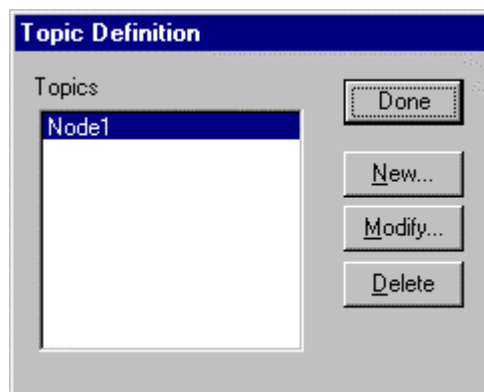 Topic Definition
Topics
Node1
Done
New...
Modify...
Delete